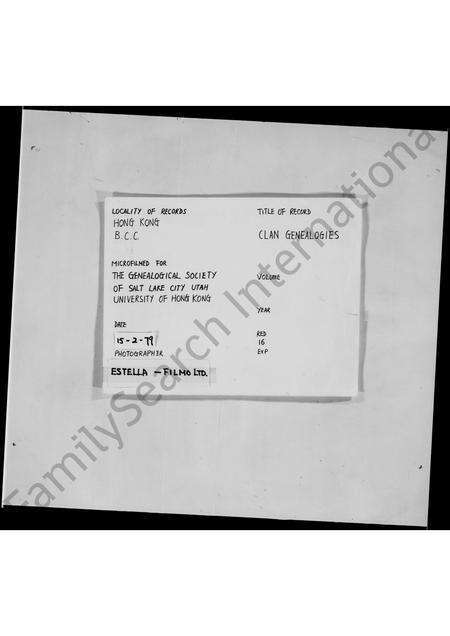 LOCALITY OF RECORDS
HONG KONG
B.C.C.
MICROFILMED FOR
THE GENEALOGICAL SOCIETY
OF SALT LAKE CITY UTAH
UNIVERSITY OF HONG KONG
DATE
15-2-79
PHOTOGRAPHER
ESTELLA - FILMO LTD.
TITLE OF RECORD
CLAN GENEALOGIES
VOLUME
YEAR
RED
16
EXP
FamilySearch International